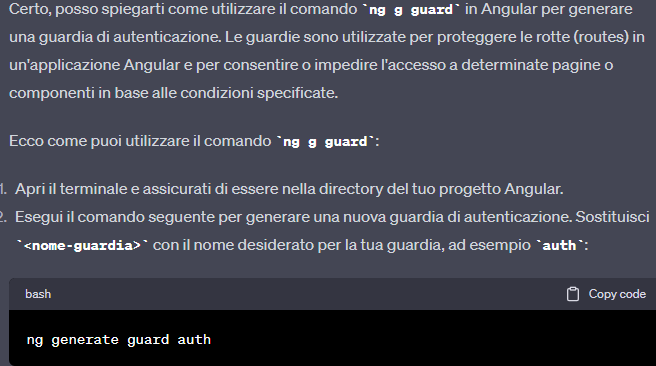 Certo, posso spiegarti come utilizzare il comando `ng g guard` in Angular per generare
una guardia di autenticazione. Le guardie sono utilizzate per proteggere le rotte (routes) in
un'applicazione Angular e per consentire o impedire l'accesso a determinate pagine o
componenti in base alle condizioni specificate.
Ecco come puoi utilizzare il comando `ng g guard`:
1. Apri il terminale e assicurati di essere nella directory del tuo progetto Angular.
2. Esegui il comando seguente per generare una nuova guardia di autenticazione. Sostituisci
`<nome-guardia>` con il nome desiderato per la tua guardia, ad esempio `auth`:
bash Copy code
ng generate guard auth